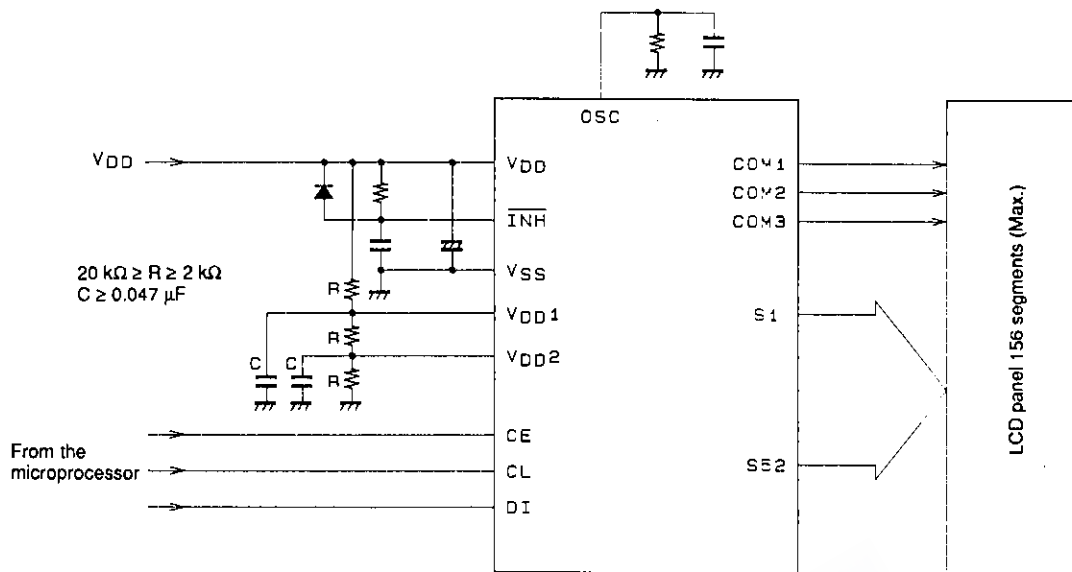 OSC
VDD
VDD
COM1
COM2
INH
COM3
20 kΩ ≥ R ≥ 2 kΩ
C ≥ 0.047 µF
VSS
R
VDD1
S1
R
VDD2
C
C
R
CE
From the
microprocessor
CL
S52
DI
LCD panel 156 segments (Max.)